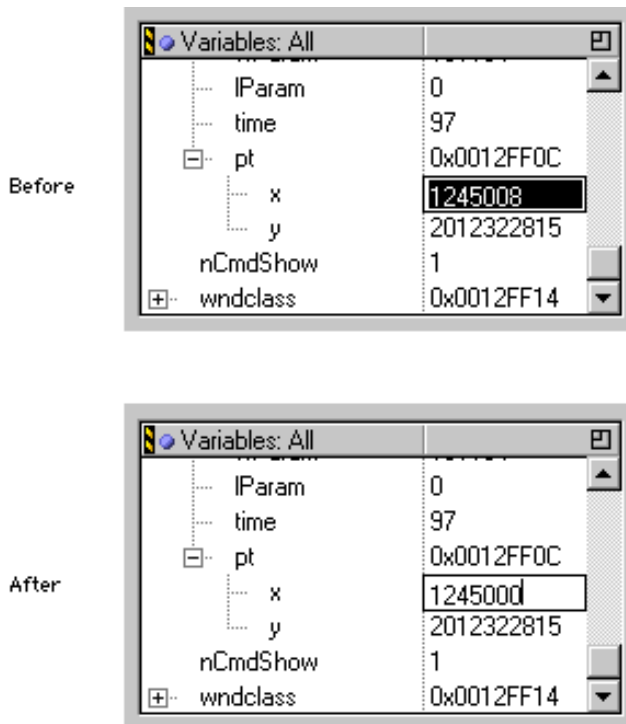 Variables: All
lParam 0
time 97
pt 0x0012FF0C
Before
x 1245008
y 2012322815
nCmdShow 1
wndclass 0x0012FF14
Variables: All
lParam 0
time 97
pt 0x0012FF0C
After
x 1245000
y 2012322815
nCmdShow 1
wndclass 0x0012FF14